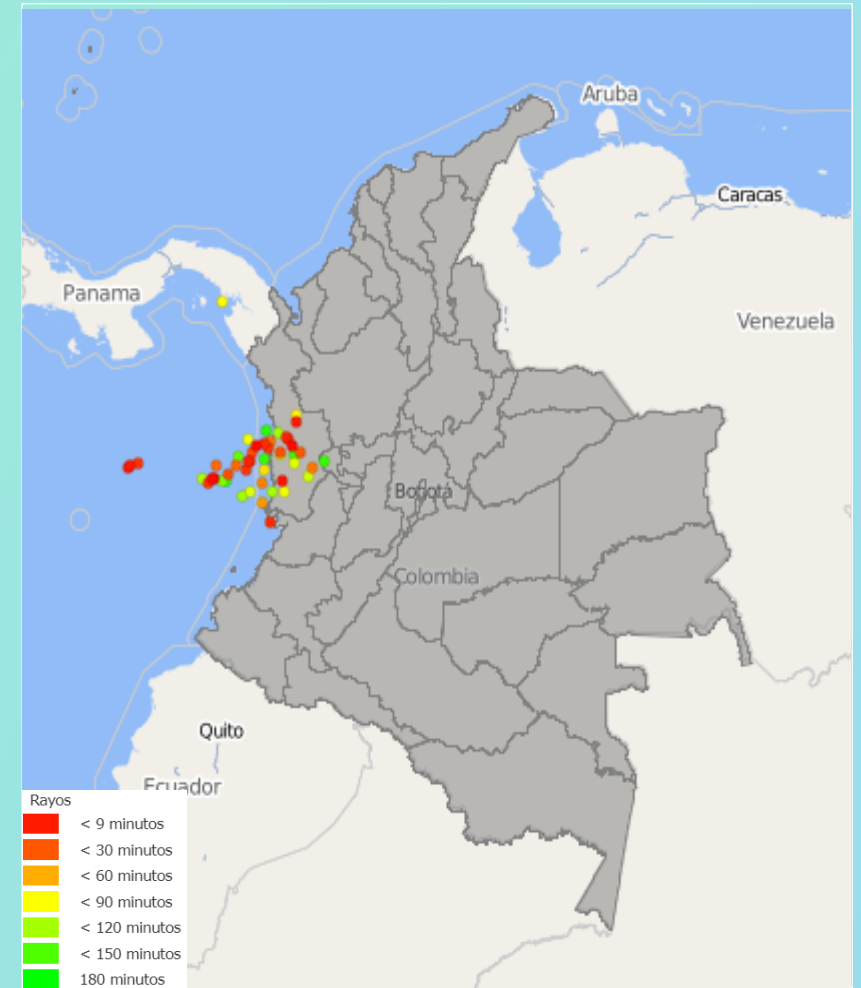 Aruba
Caracas
Panama
Venezuela
Bogotá
Colombia
Quito
Ecuador
Rayos
< 9 minutos
< 30 minutos
< 60 minutos
< 90 minutos
< 120 minutos
< 150 minutos
180 minutos